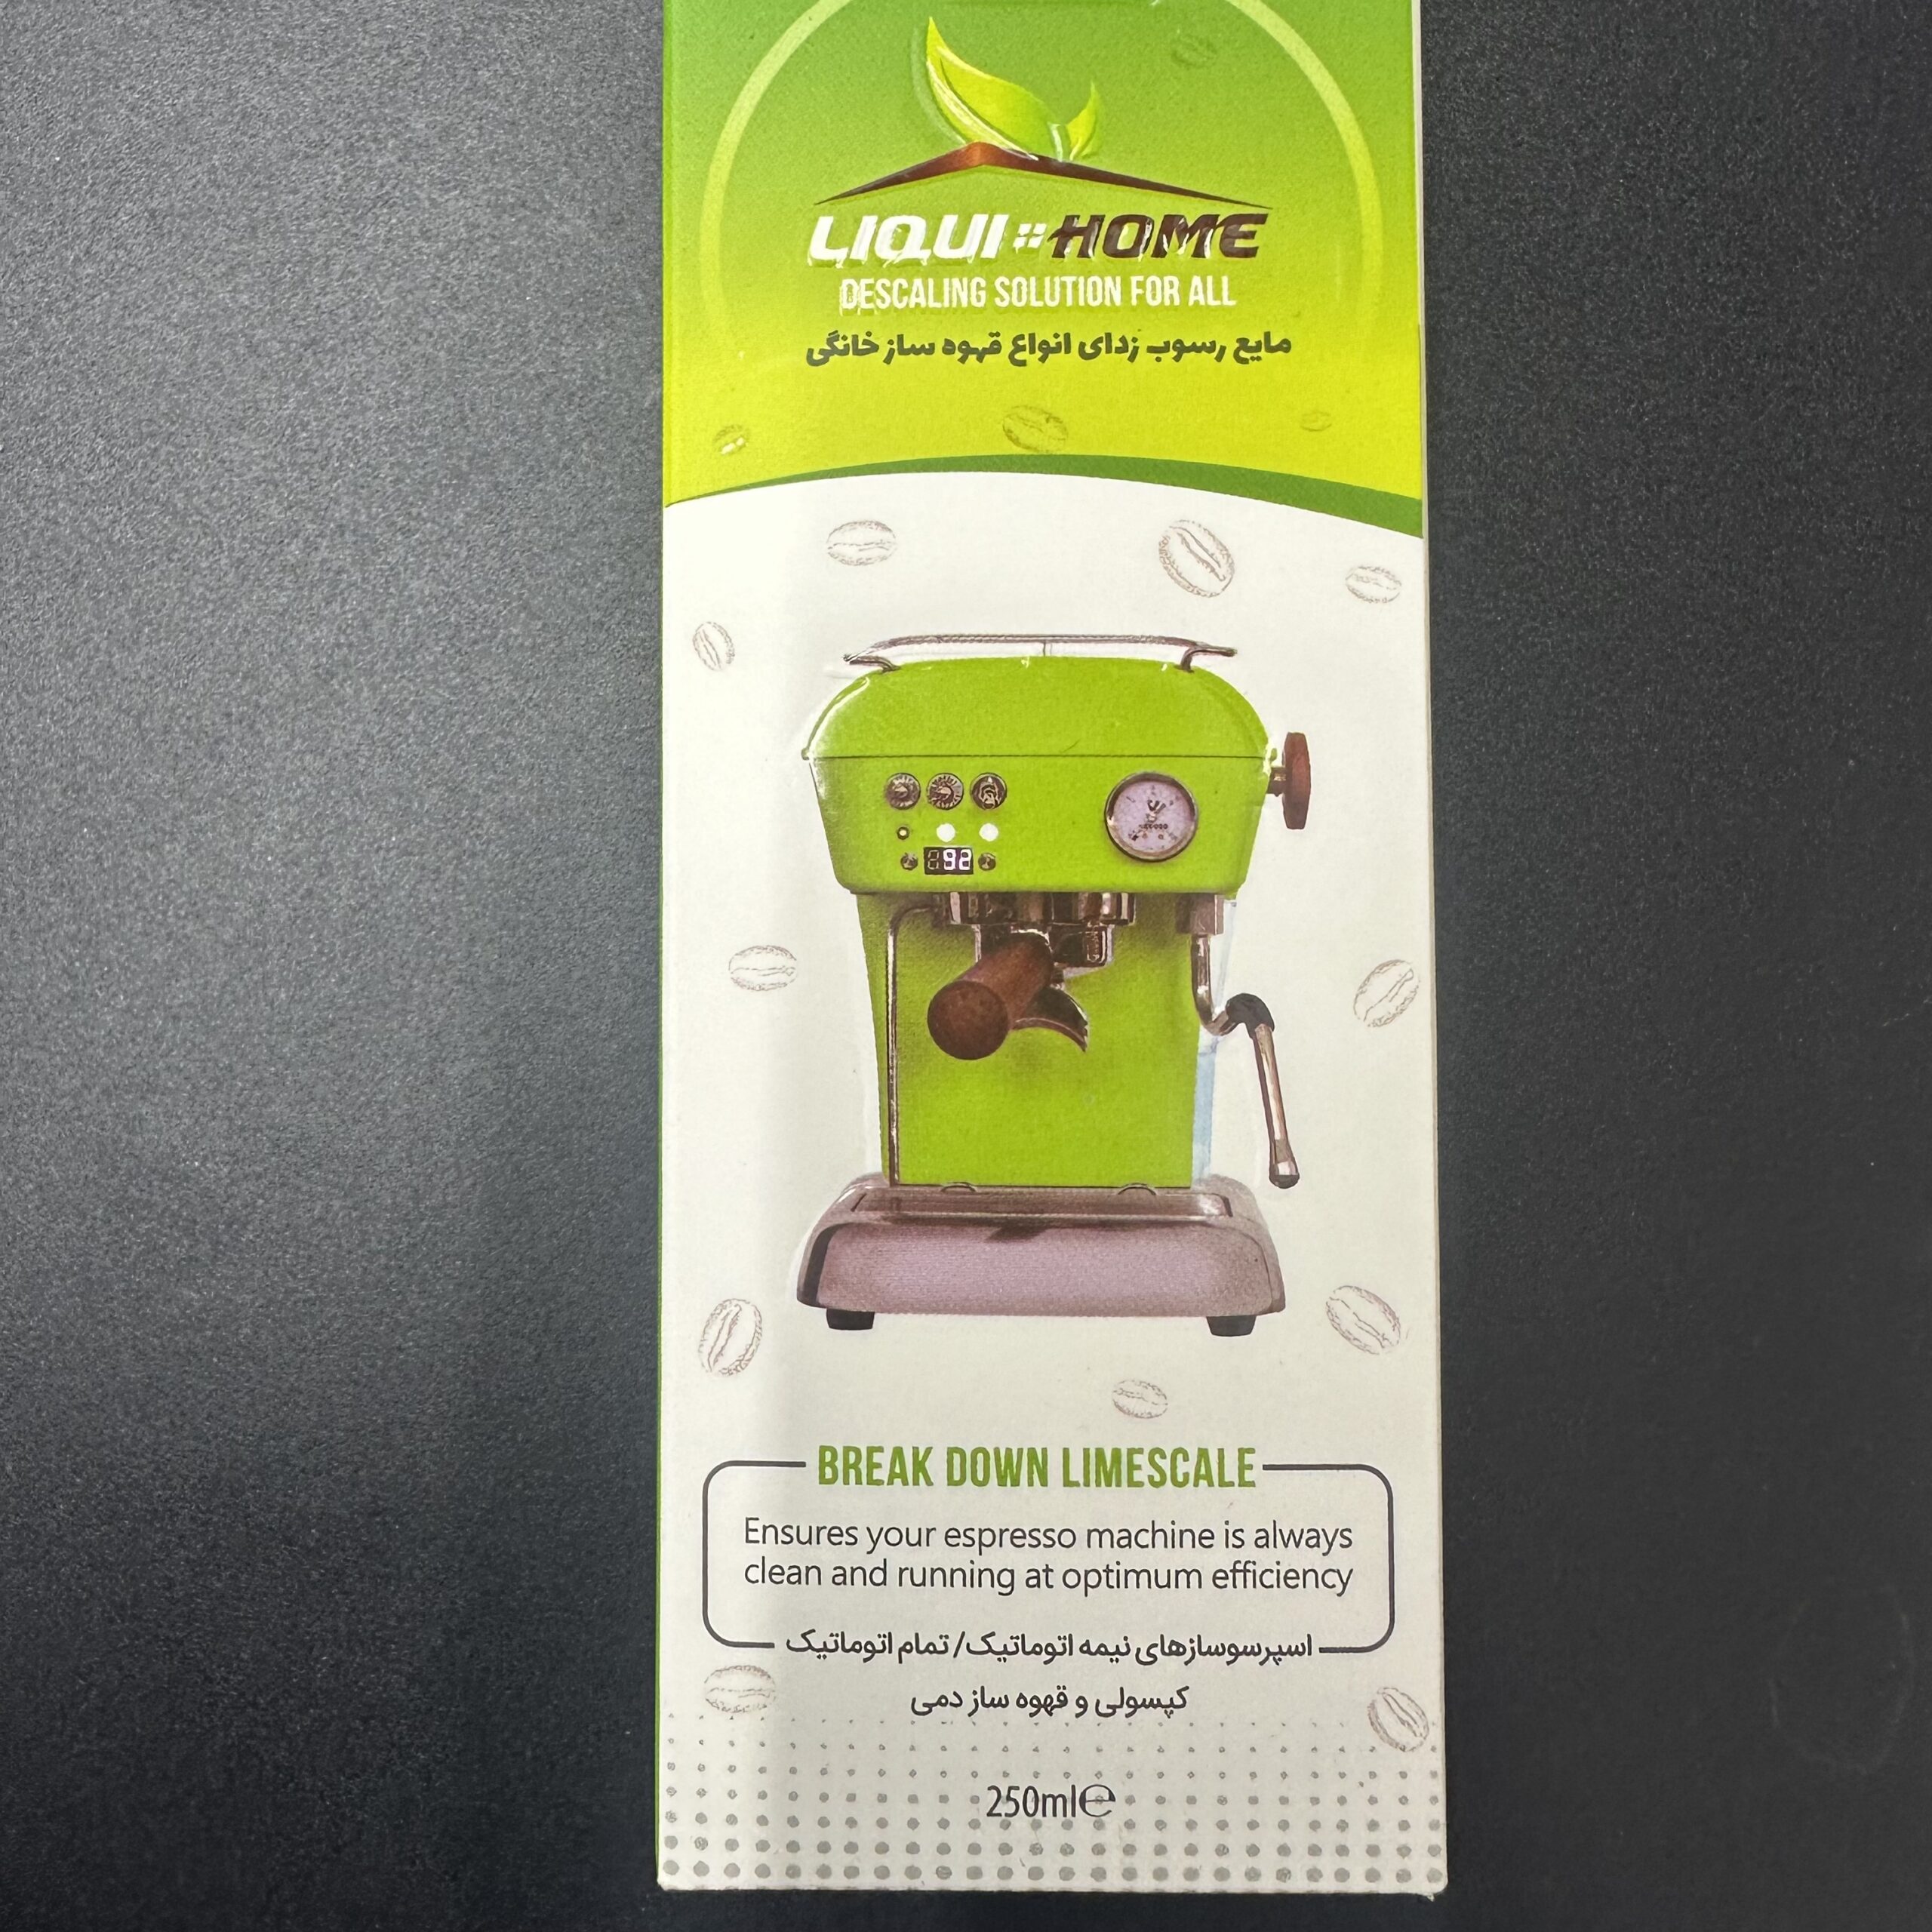 LIQUI HOME
DESCALING SOLUTION FOR ALL
مایع رسوب زدای انواع قهوه ساز خانگی
92
BREAK DOWN LIMESCALE
Ensures your espresso machine is always
clean and running at optimum efficiency
اسپرسوسازهای نیمه اتوماتیک/ تمام اتوماتیک
کپسولی و قهوه ساز دمی
250ml℮